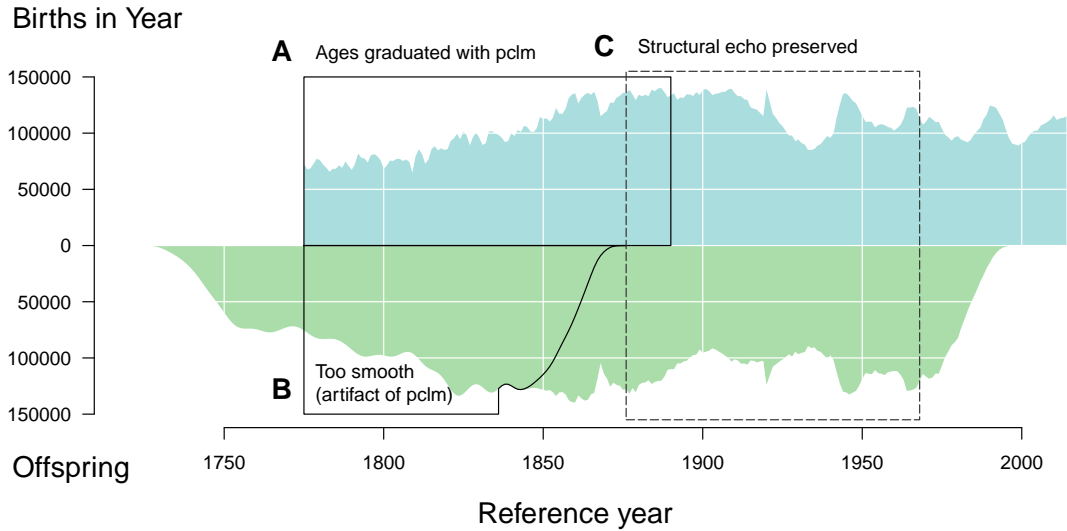 Births in Year
A
Ages graduated with pclm
C
Structural echo preserved
150000
100000
50000
0
50000
100000
150000
B
Too smooth
(artifact of pclm)
Offspring
1750
1800
1850
1900
1950
2000
Reference year